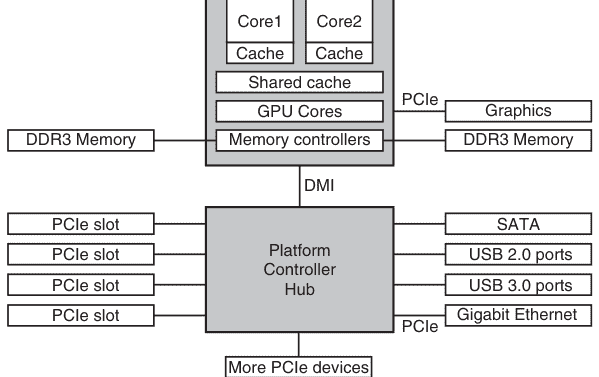 Core1 Core2
Cache Cache
Shared cache
GPU Cores
PCIe
Graphics
DDR3 Memory
Memory controllers
DDR3 Memory
DMI
PCIe slot
PCIe slot
PCIe slot
PCIe slot
Platform
Controller
Hub
SATA
USB 2.0 ports
USB 3.0 ports
Gigabit Ethernet
PCIe
More PCIe devices